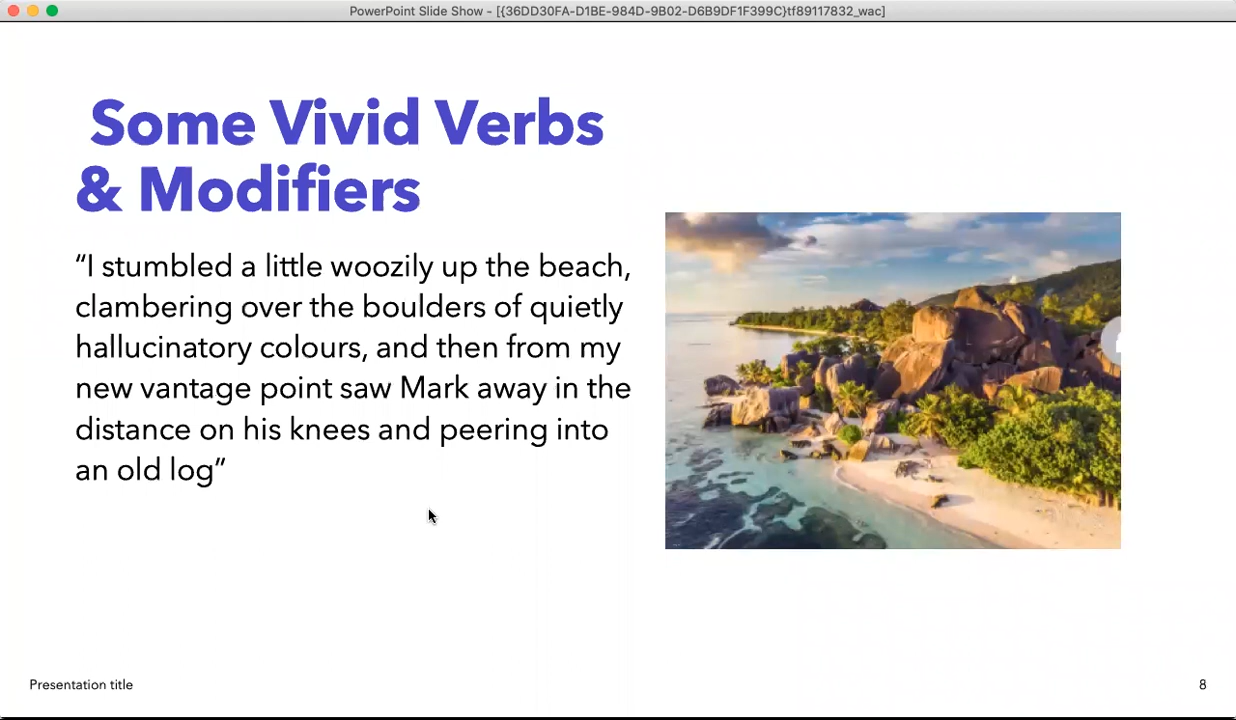 PowerPoint Slide Show - [{36DD30FA-D1BE-984D-9B02-D6B9DF1F399C}tf89117832_wac]
Some Vivid Verbs
& Modifiers
“I stumbled a little woozily up the beach,
clambering over the boulders of quietly
hallucinatory colours, and then from my
new vantage point saw Mark away in the
distance on his knees and peering into
an old log”
Presentation title
8